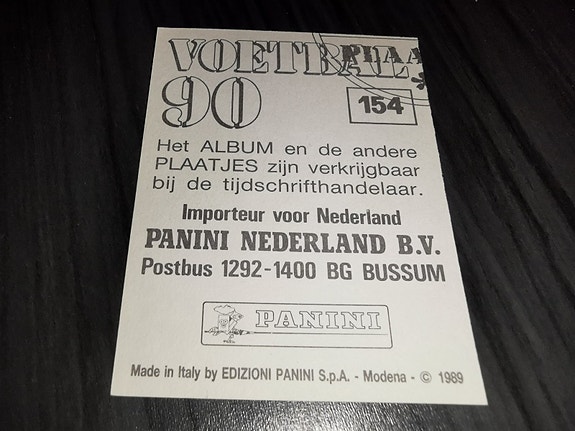 VOETBAL
90
PLAA
154
Het ALBUM en de andere
PLAATJES zijn verkrijgbaar
bij de tijdschrifthandelaar.
Importeur voor Nederland
PANINI NEDERLAND B.V.
Postbus 1292-1400 BG BUSSUM
PANINI
Made in Italy by EDIZIONI PANINI S.p.A. - Modena - © 1989